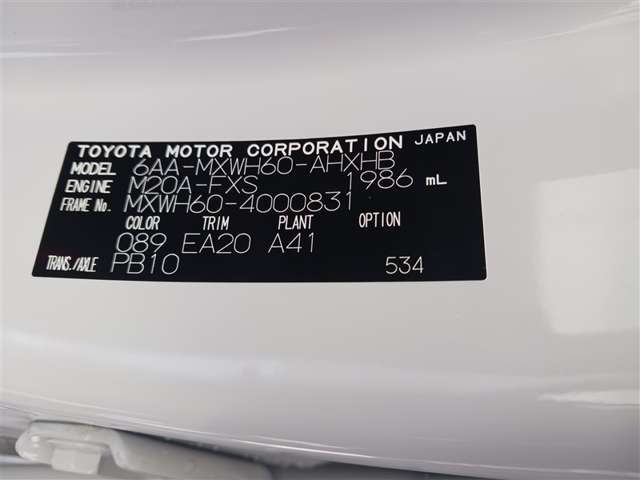 TOYOTA MOTOR CORPORATION JAPAN
MODEL 6AA-MXWH60-AHXHB
ENGINE M20A-FXS 1986 mL
FRAME No. MXWH60-4000831
COLOR TRIM PLANT OPTION
089 EA20 A41
TRANS./AXLE PB10 534